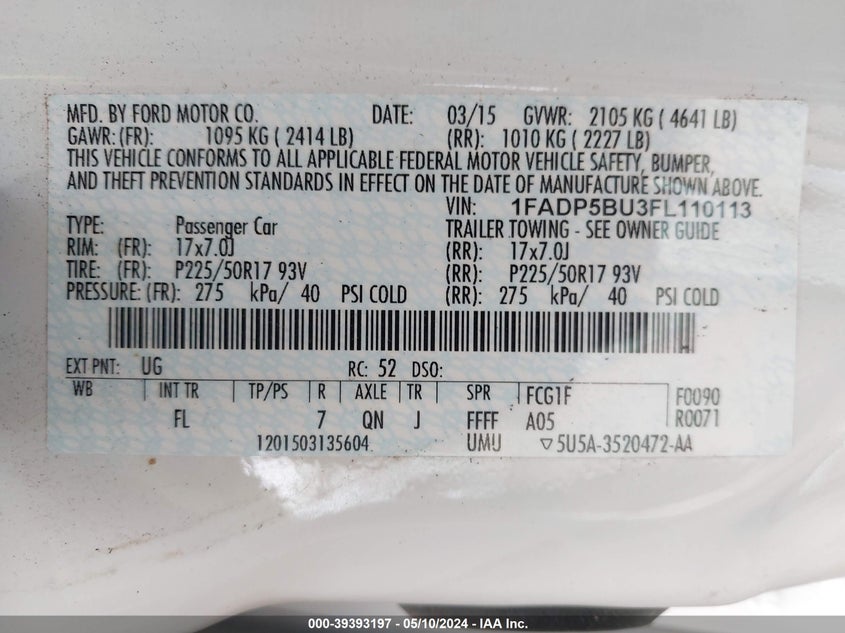 MFD. BY FORD MOTOR CO. DATE: 03/15 GVWR: 2105 KG ( 4641 LB)
GAWR: (FR): 1095 KG ( 2414 LB) (RR): 1010 KG ( 2227 LB)
THIS VEHICLE CONFORMS TO ALL APPLICABLE FEDERAL MOTOR VEHICLE SAFETY, BUMPER,
AND THEFT PREVENTION STANDARDS IN EFFECT ON THE DATE OF MANUFACTURE SHOWN ABOVE.
VIN: 1FADP5BU3FL110113
TYPE: Passenger Car TRAILER TOWING - SEE OWNER GUIDE
RIM: (FR): 17x7.0J (RR): 17x7.0J
TIRE: (FR): P225/50R17 93V (RR): P225/50R17 93V
PRESSURE: (FR): 275 kPa/ 40 PSI COLD (RR): 275 kPa/ 40 PSI COLD
EXT PNT: UG RC: 52 DSO:
WB INT TR TP/PS R AXLE TR SPR FCG1F F0090
FL 7 QN J FFFF A05 R0071
1201503135604 UMU ▽5U5A-3520472-AA
000-39393197 - 05/10/2024 - IAA Inc.